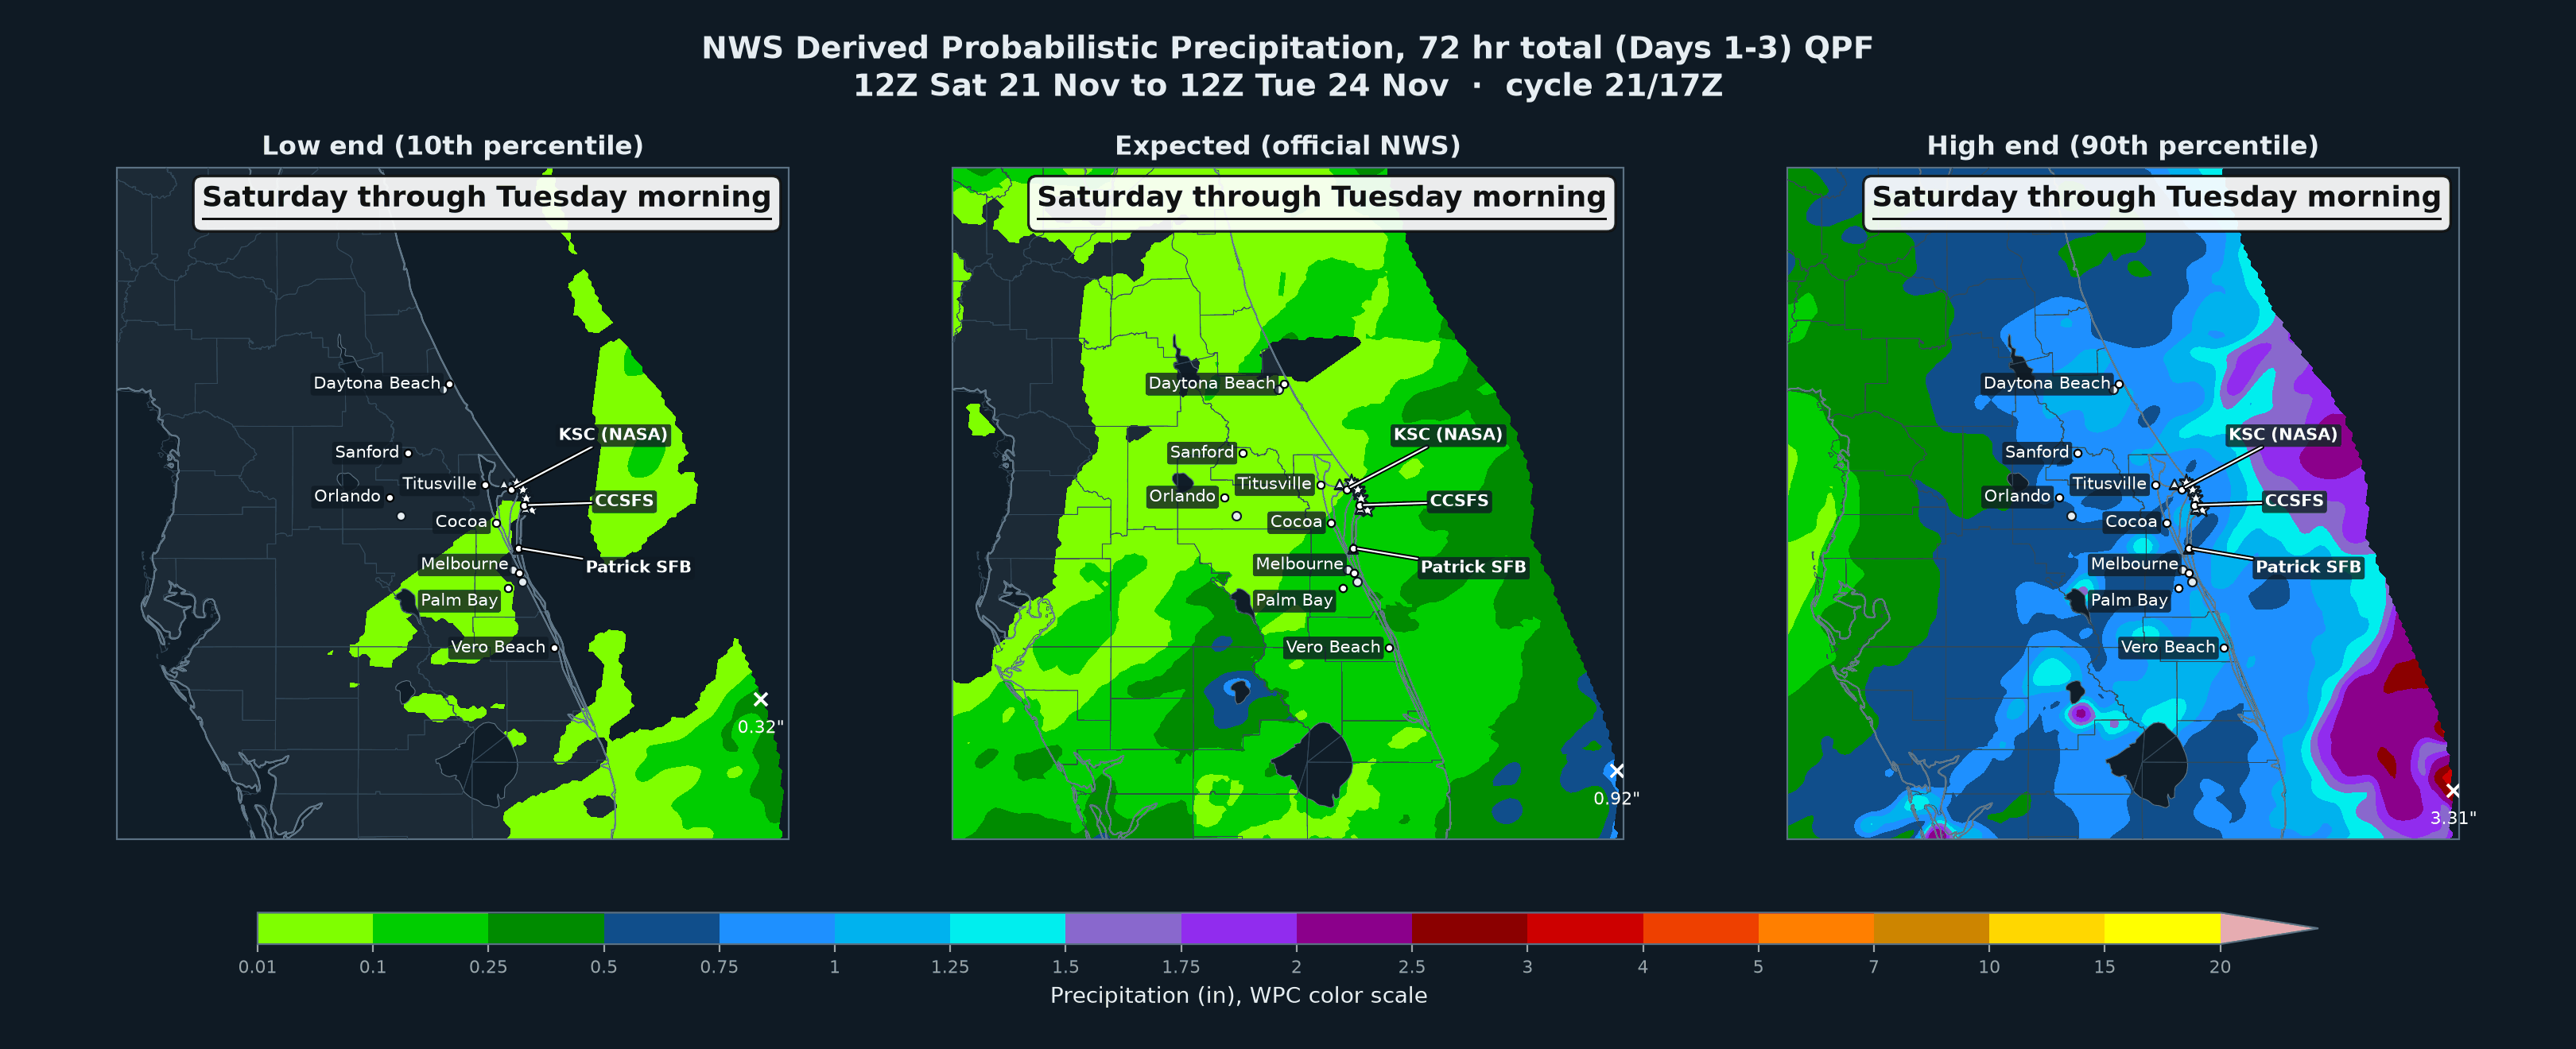 NWS Derived Probabilistic Precipitation, 72 hr total (Days 1-3) QPF
12Z Sat 21 Nov to 12Z Tue 24 Nov · cycle 21/17Z
Low end (10th percentile)
Saturday through Tuesday morning
Daytona Beach
KSC (NASA)
Sanford
Titusville
Orlando
CCSFS
Cocoa
Melbourne
Patrick SFB
Palm Bay
Vero Beach
0.32"
Expected (official NWS)
Saturday through Tuesday morning
Daytona Beach
KSC (NASA)
Sanford
Titusville
Orlando
CCSFS
Cocoa
Melbourne
Patrick SFB
Palm Bay
Vero Beach
0.92"
High end (90th percentile)
Saturday through Tuesday morning
Daytona Beach
KSC (NASA)
Sanford
Titusville
Orlando
CCSFS
Cocoa
Melbourne
Patrick SFB
Palm Bay
Vero Beach
3.31"
0.01 0.1 0.25 0.5 0.75 1 1.25 1.5 1.75 2 2.5 3 4 5 7 10 15 20
Precipitation (in), WPC color scale